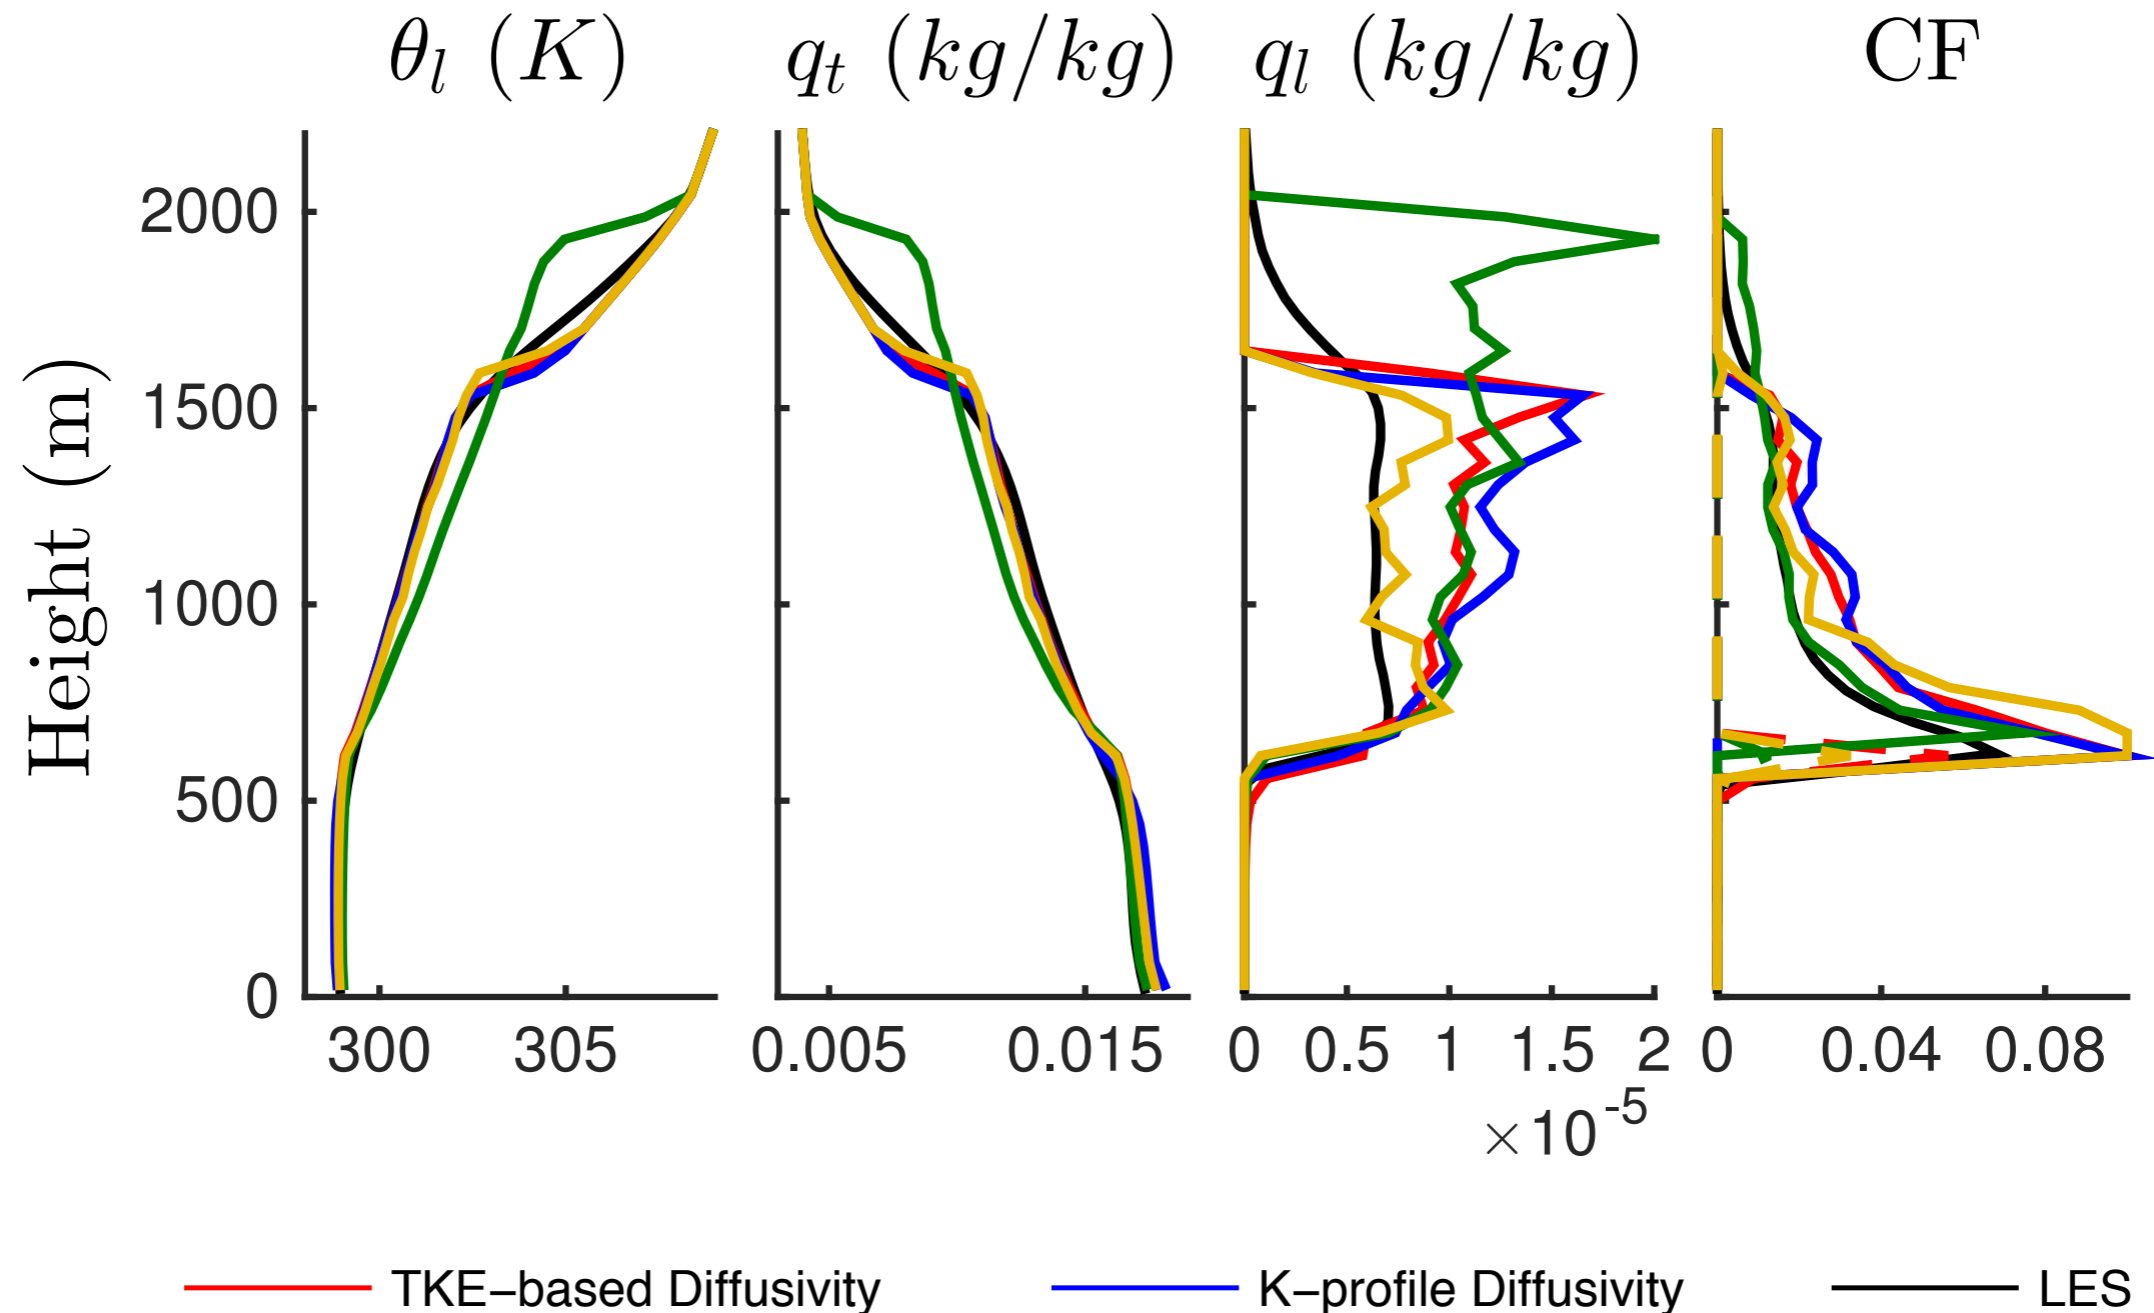 θ_l (K) q_t (kg/kg) q_l (kg/kg) CF
Height (m)
2000
1500
1000
500
0
300 305 0.005 0.015 0 0.5 1 1.5 2 0 0.04 0.08
×10^-5
TKE−based Diffusivity K−profile Diffusivity LES